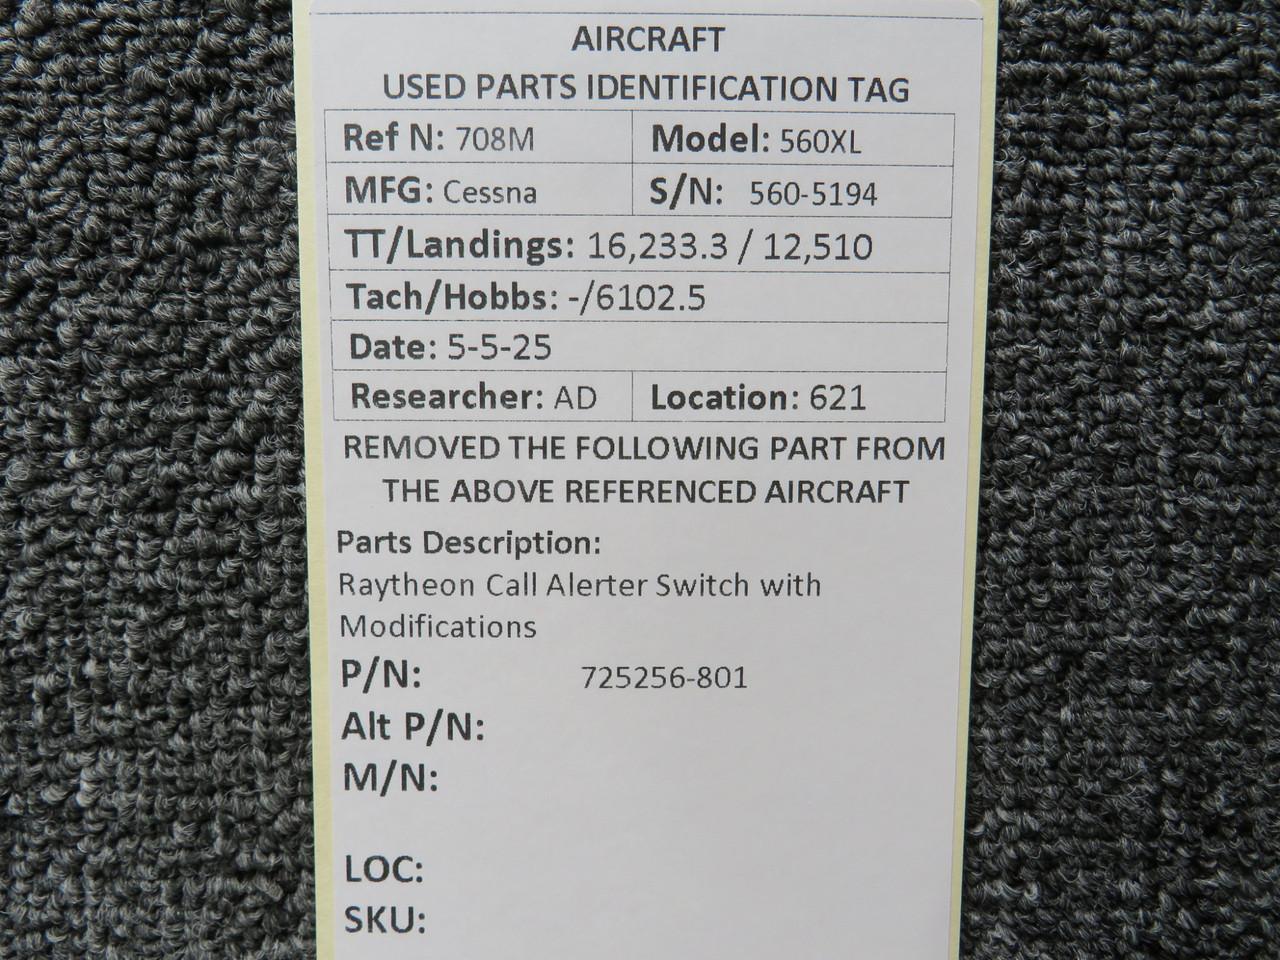 AIRCRAFT
USED PARTS IDENTIFICATION TAG
Ref N: 708M Model: 560XL
MFG: Cessna S/N: 560-5194
TT/Landings: 16,233.3 / 12,510
Tach/Hobbs: -/6102.5
Date: 5-5-25
Researcher: AD Location: 621
REMOVED THE FOLLOWING PART FROM
THE ABOVE REFERENCED AIRCRAFT
Parts Description:
Raytheon Call Alerter Switch with
Modifications
P/N: 725256-801
Alt P/N:
M/N:
LOC:
SKU: